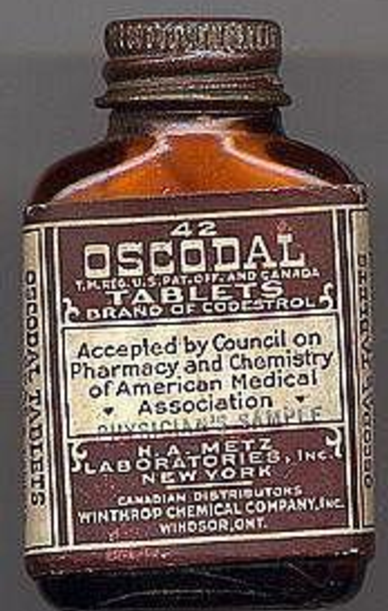 42
OSCODAL
T.M.REG. U.S.PAT.OFF. AND CANADA
TABLETS
BRAND OF CODESTROL
Accepted by Council on
Pharmacy and Chemistry
of American Medical
Association
PHYSICIAN'S SAMPLE
H.A. METZ
LABORATORIES, INC.
NEW YORK
CANADIAN DISTRIBUTORS
WINTHROP CHEMICAL COMPANY, INC.
WINDSOR, ONT.
OSCODAL TABLETS